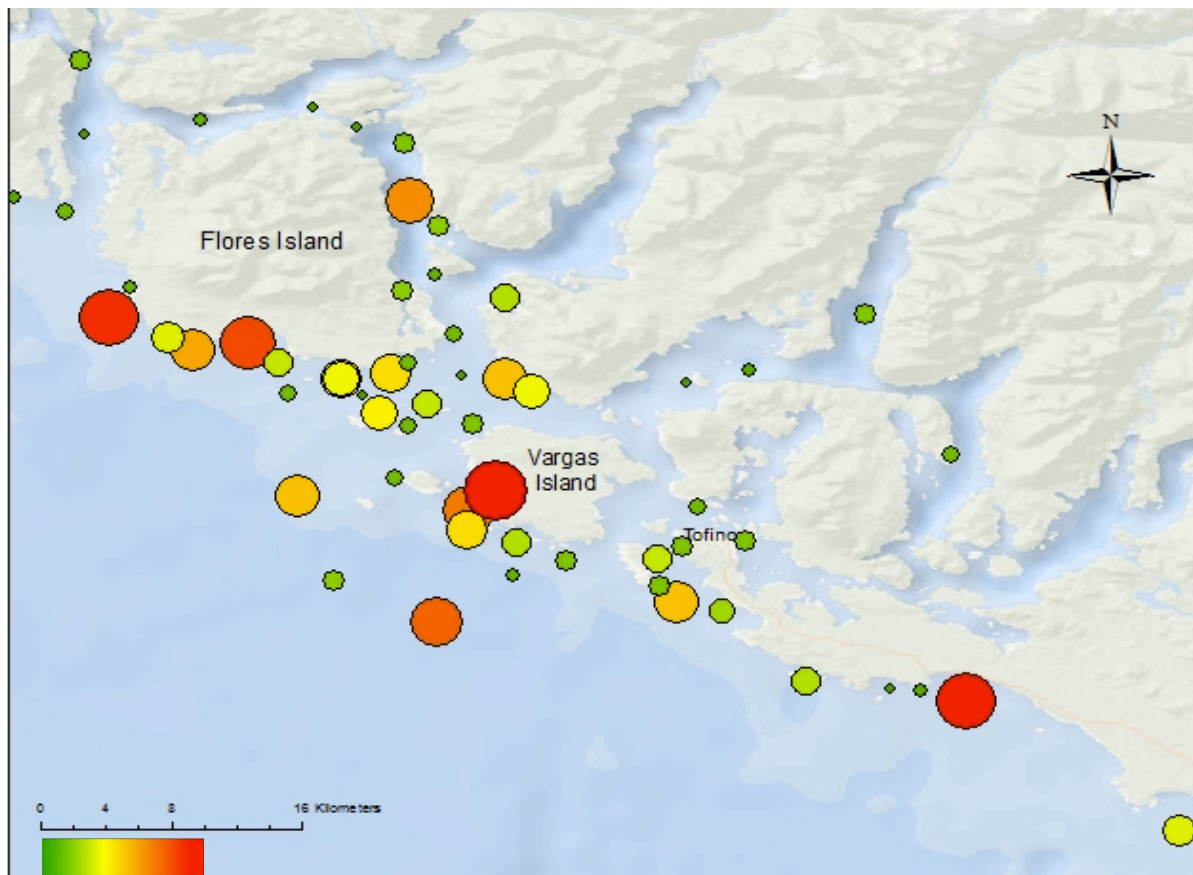 N
Flores Island
Vargas
Island
Tofino
0 4 8 16 Kilometers